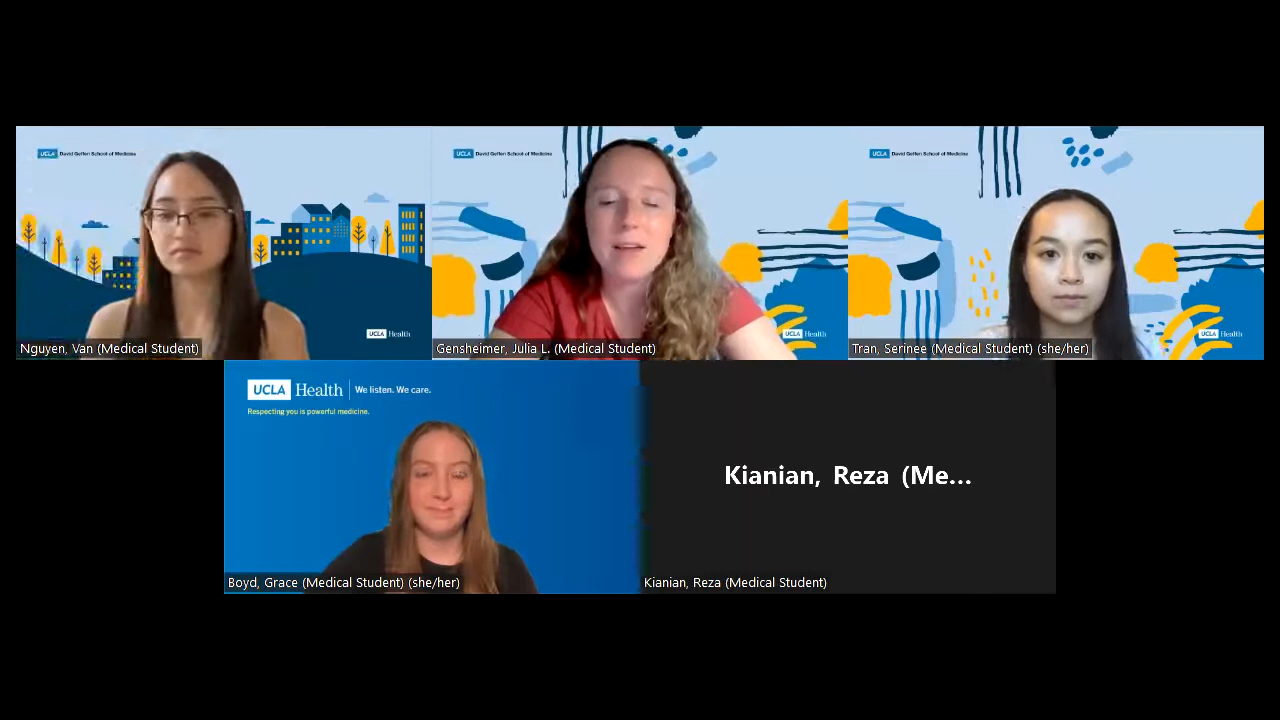 UCLA David Geffen School of Medicine
UCLA Health
Nguyen, Van (Medical Student)
UCLA David Geffen School of Medicine
UCLA Health
Gensheimer, Julia L. (Medical Student)
UCLA David Geffen School of Medicine
UCLA Health
Tran, Serinee (Medical Student) (she/her)
UCLA Health We listen. We care.
Respecting you is powerful medicine.
Boyd, Grace (Medical Student) (she/her)
Kianian, Reza (Me...
Kianian, Reza (Medical Student)